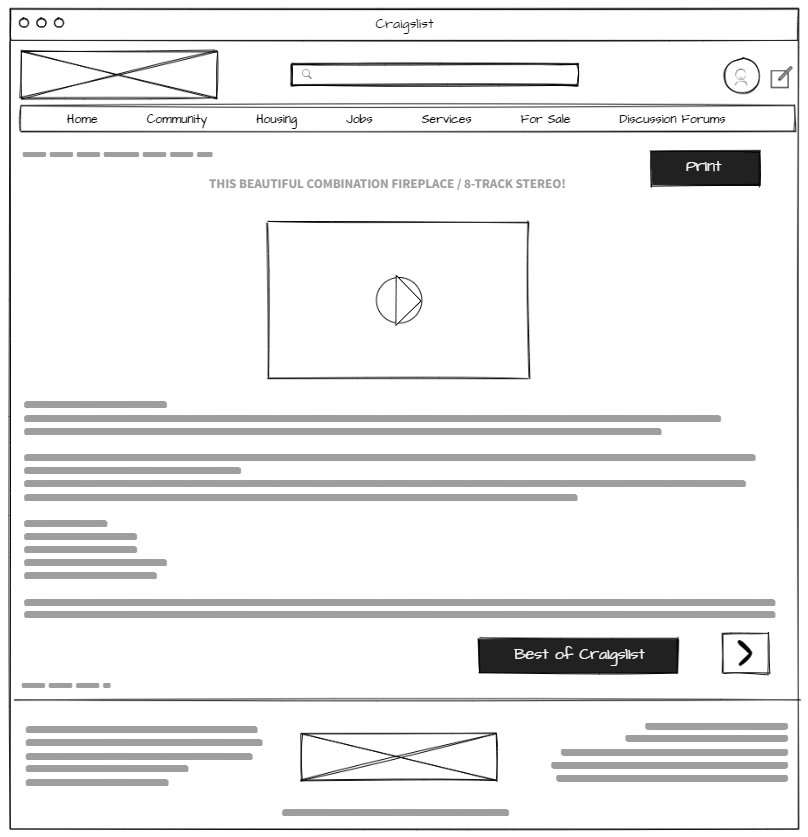 Craigslist
Home Community Housing Jobs Services For Sale Discussion Forums
Print
THIS BEAUTIFUL COMBINATION FIREPLACE / 8-TRACK STEREO!
Best of Craigslist